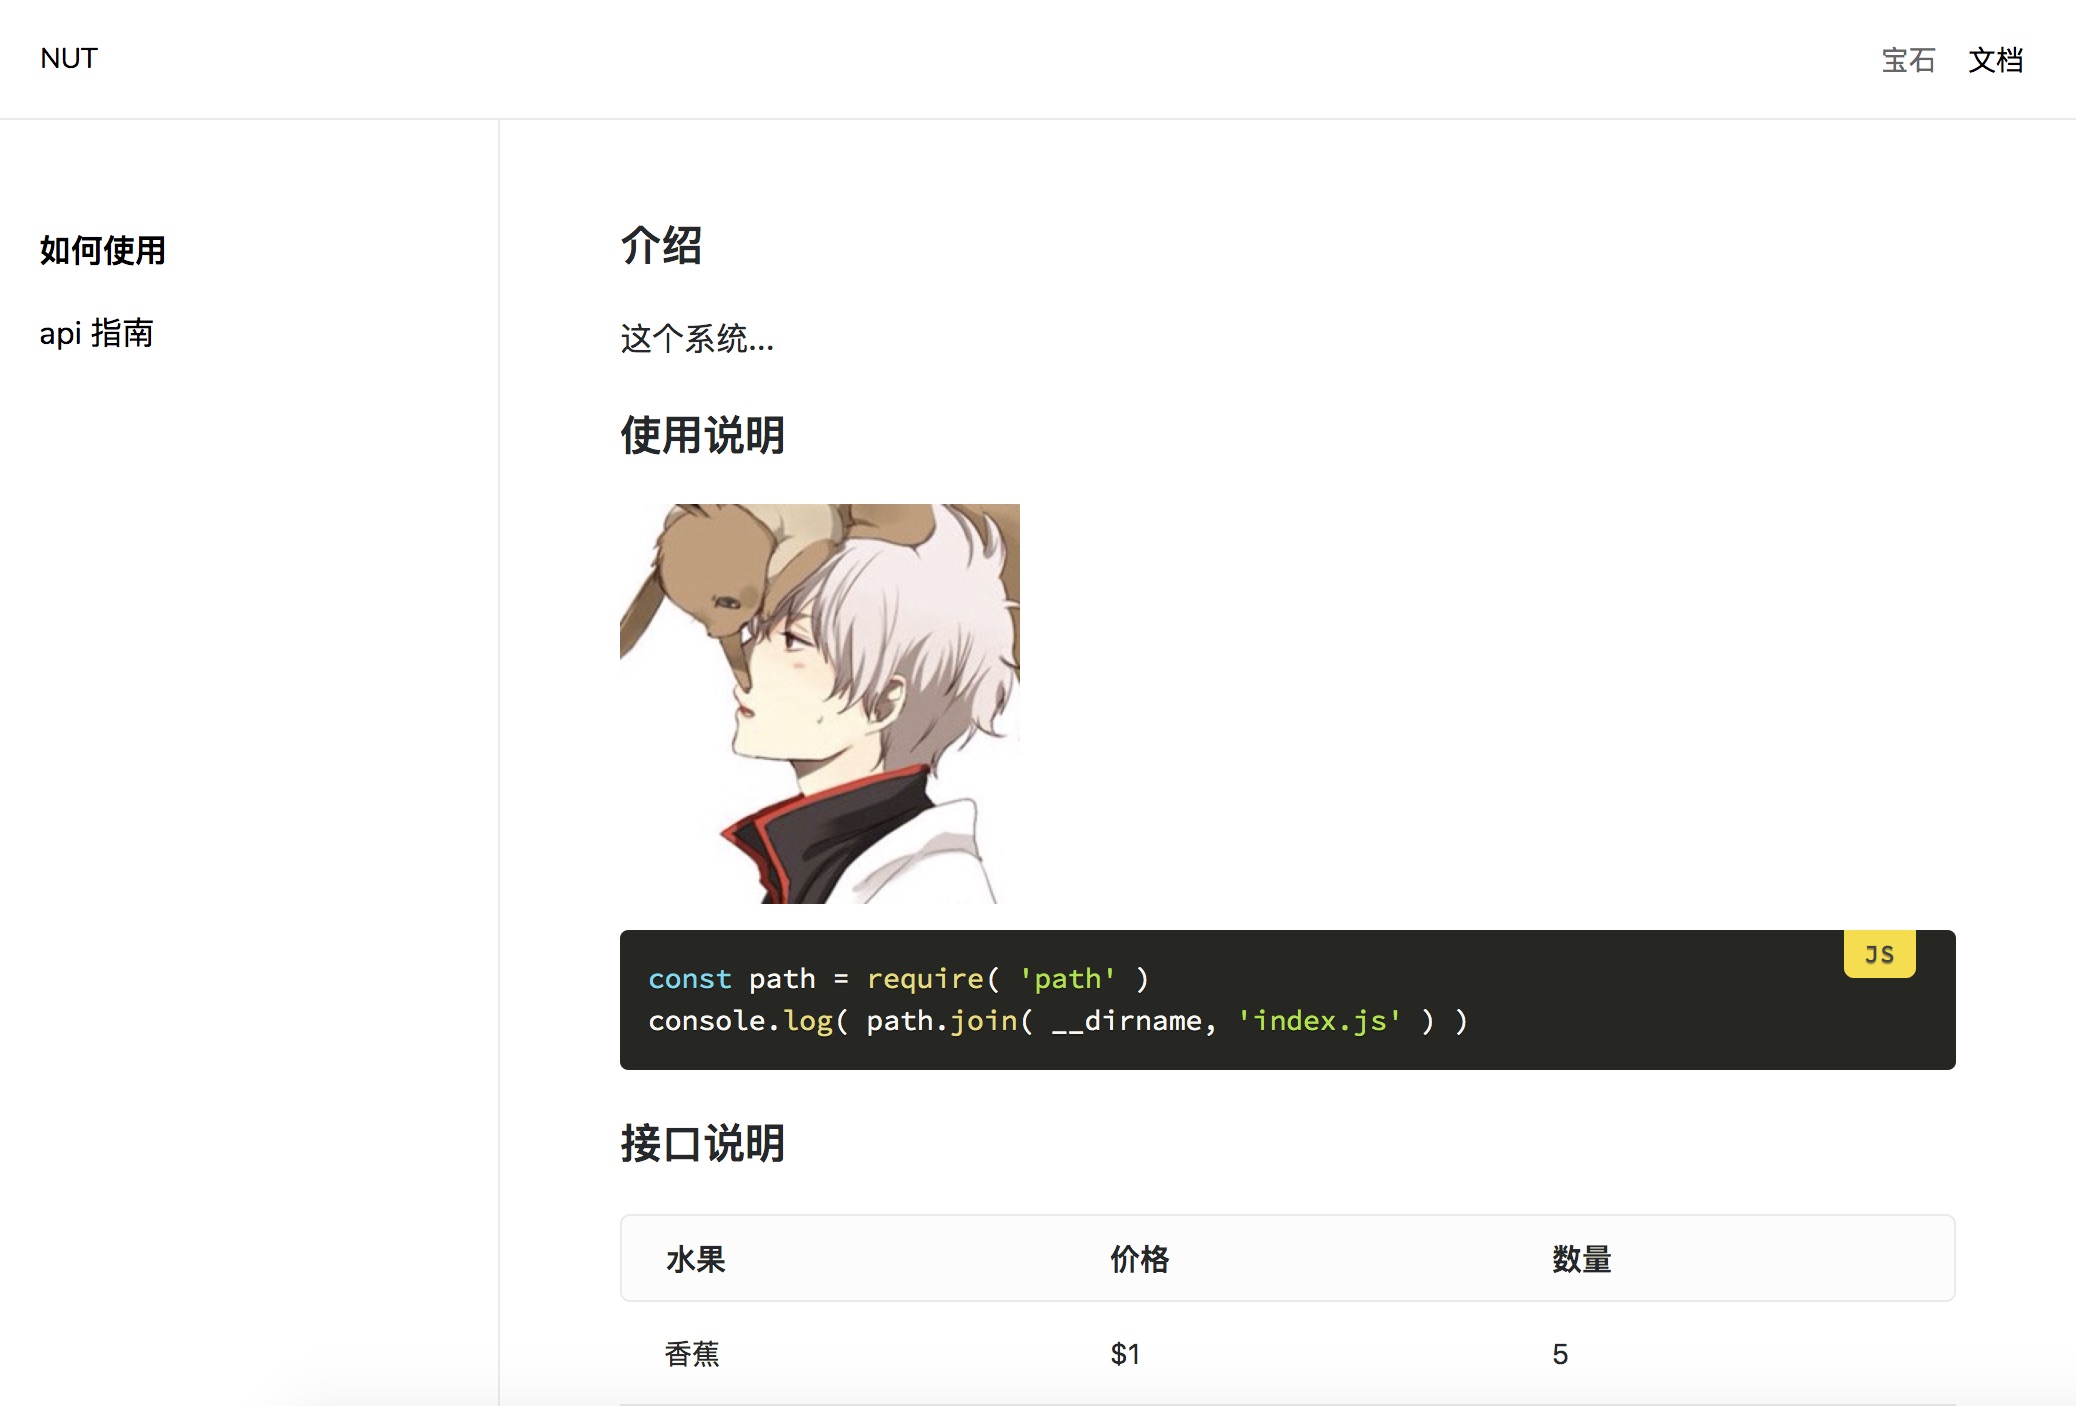 NUT
宝石 文档
如何使用
api 指南
介绍
这个系统...
使用说明
JS
const path = require( 'path' )
console.log( path.join( __dirname, 'index.js' ) )
接口说明
水果 价格 数量
香蕉 $1 5